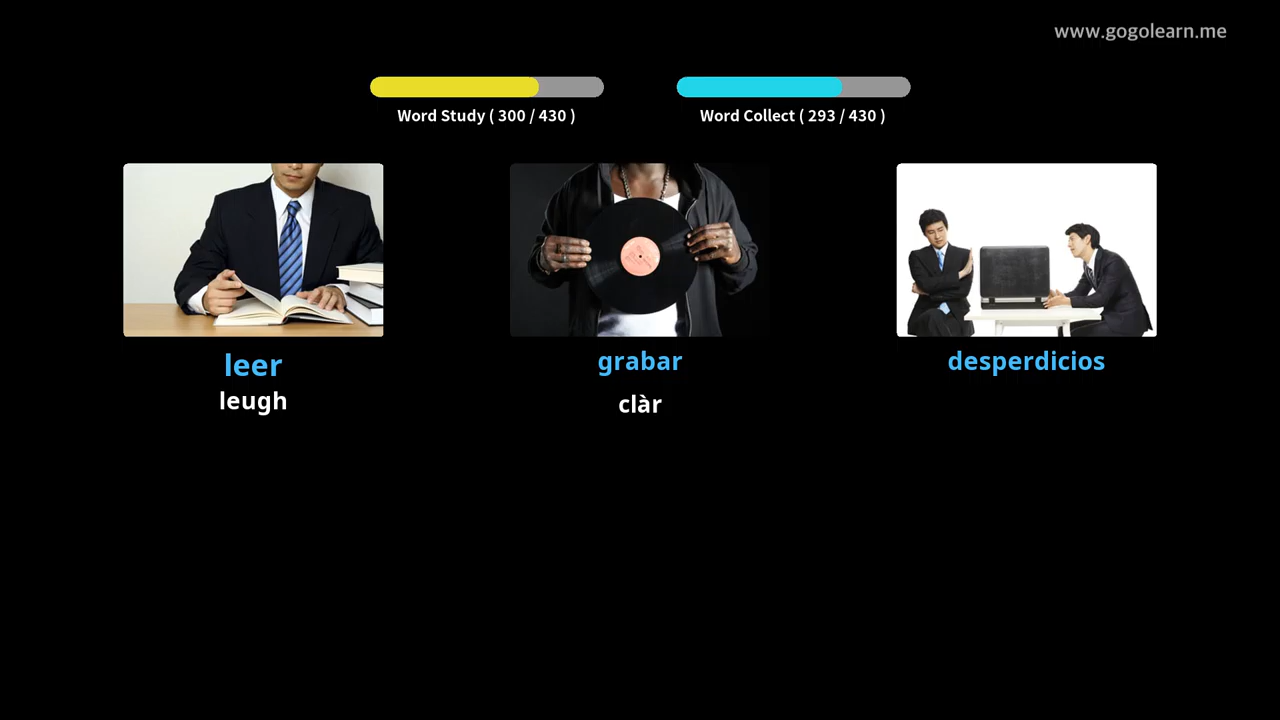 www.gogolearn.me
Word Study ( 300 / 430 )
Word Collect ( 293 / 430 )
leer
leugh
grabar
clàr
desperdicios